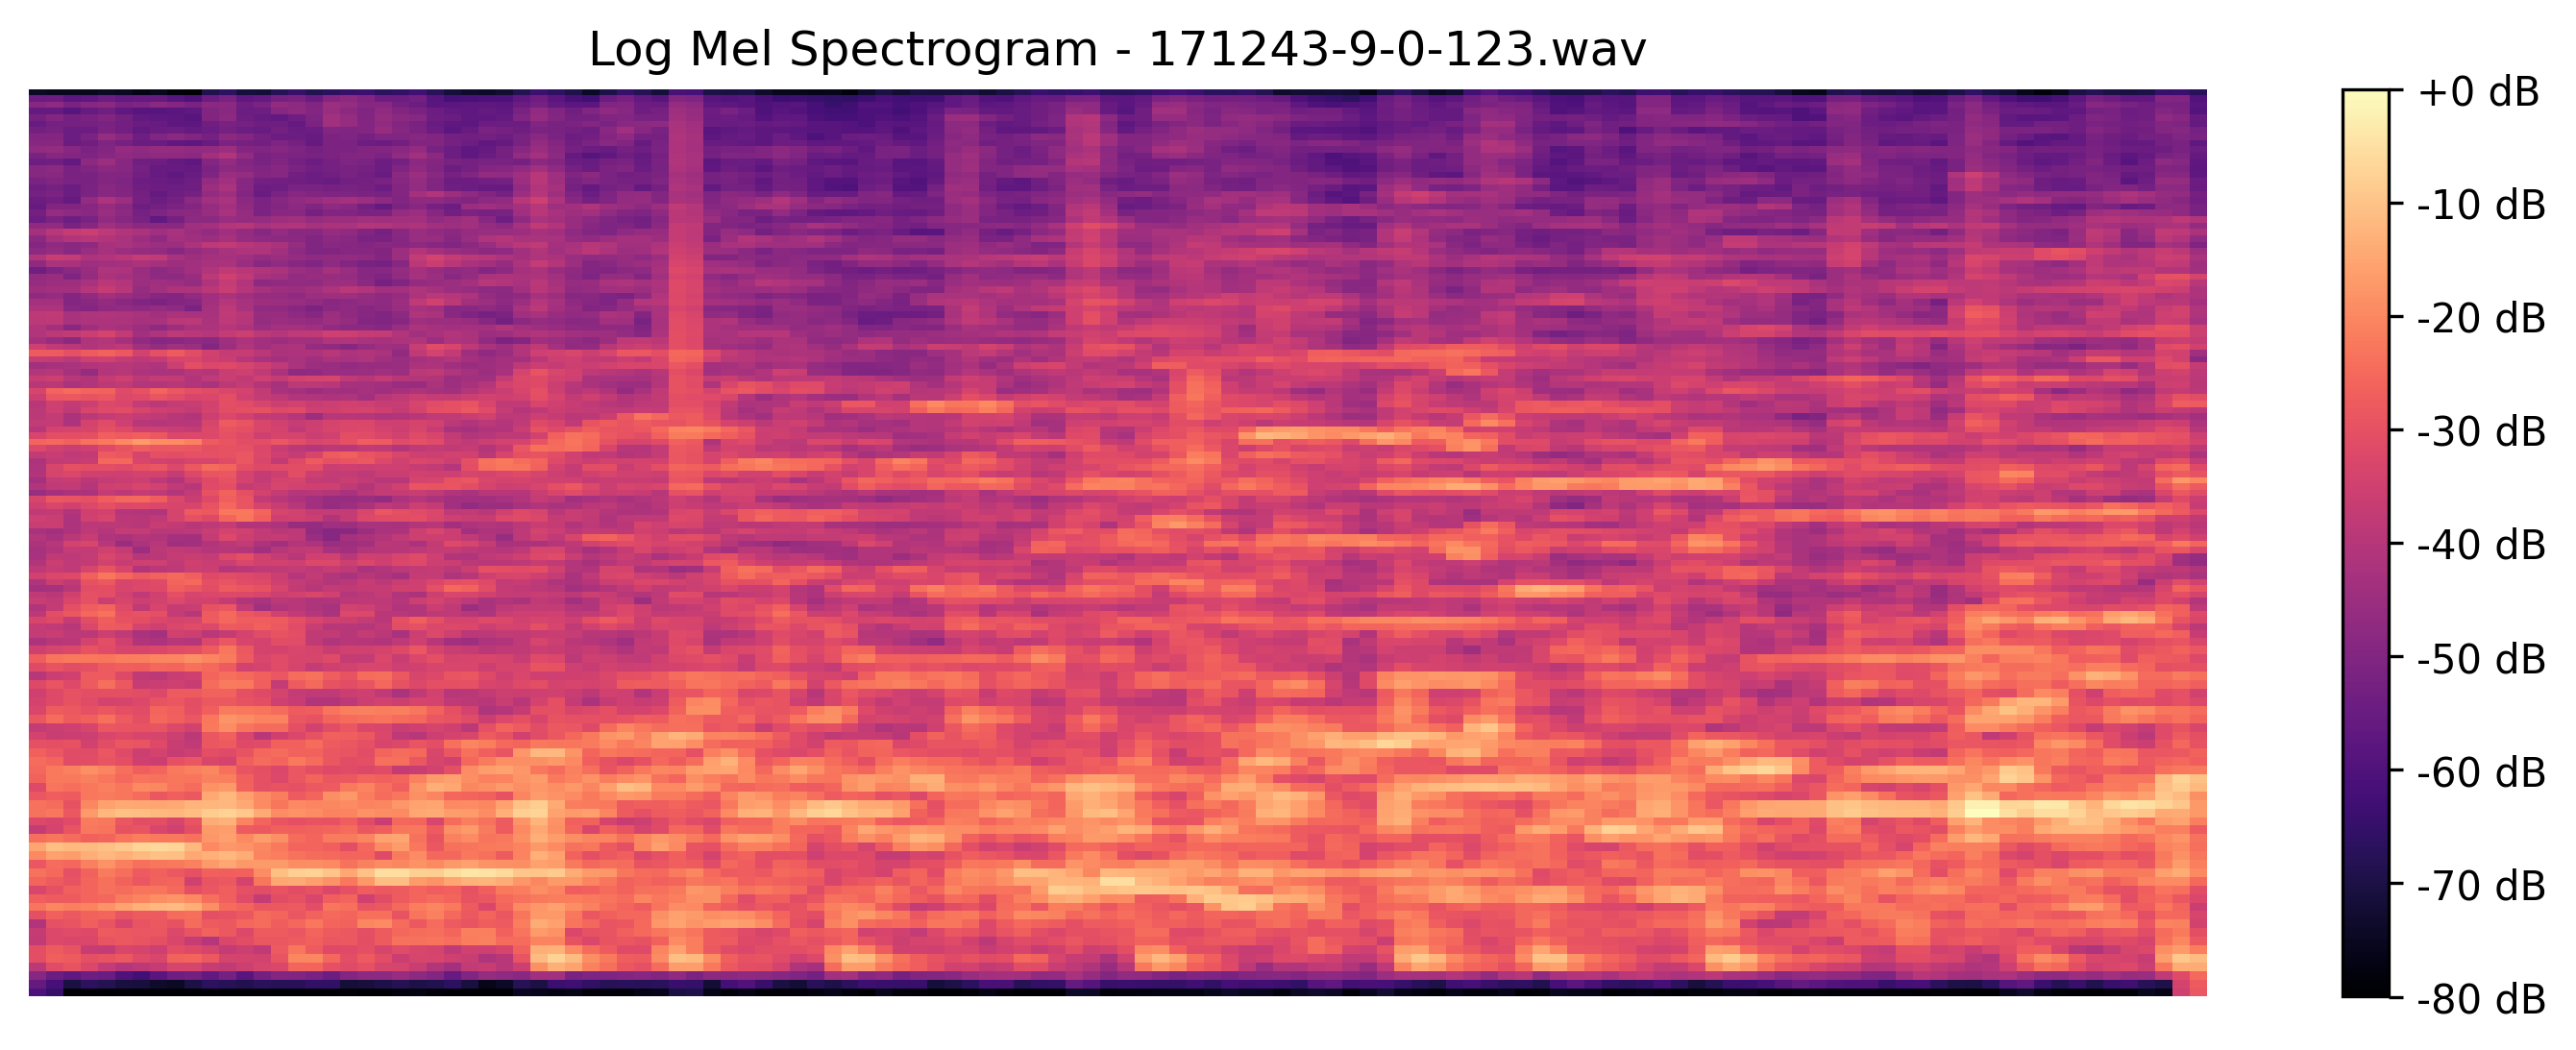 Log Mel Spectrogram - 171243-9-0-123.wav
+0 dB
-10 dB
-20 dB
-30 dB
-40 dB
-50 dB
-60 dB
-70 dB
-80 dB